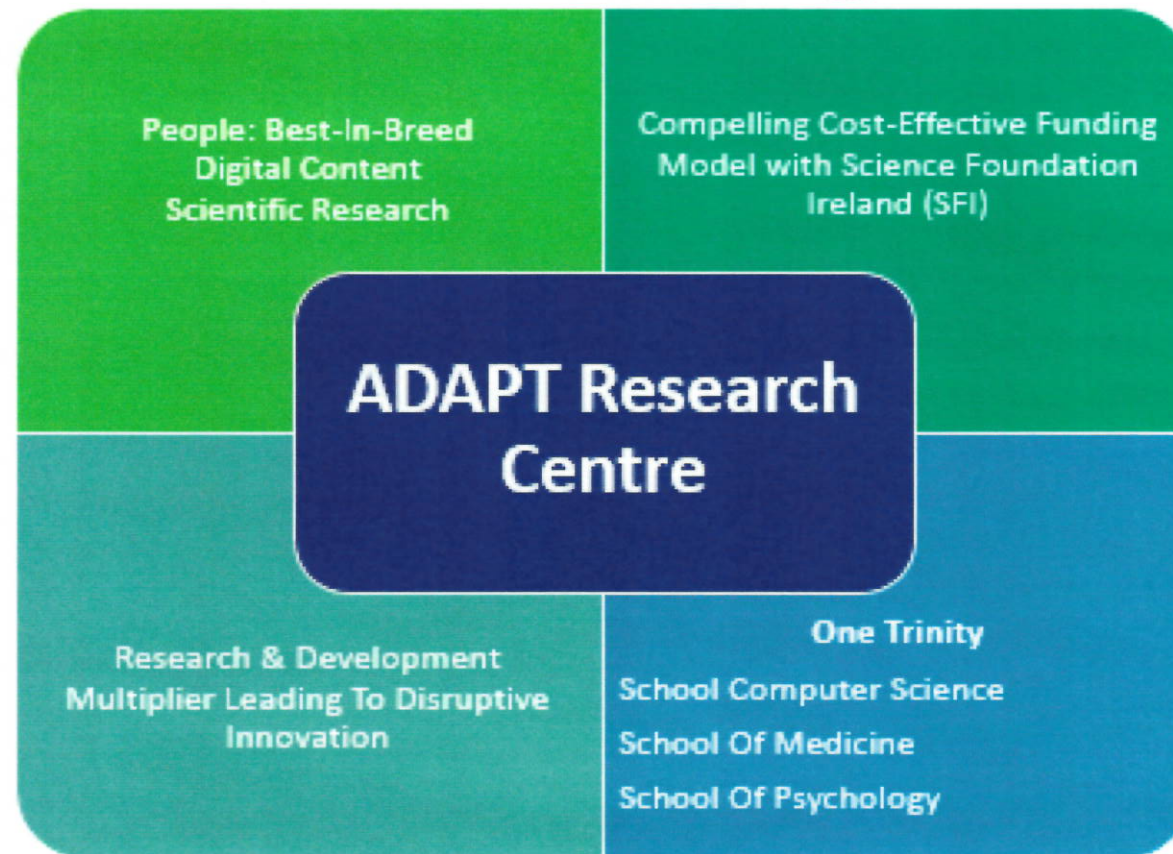 People: Best-In-Breed
Digital Content
Scientific Research
Compelling Cost-Effective Funding
Model with Science Foundation
Ireland (SFI)
ADAPT Research
Centre
Research & Development
Multiplier Leading To Disruptive
Innovation
One Trinity
School Computer Science
School Of Medicine
School Of Psychology